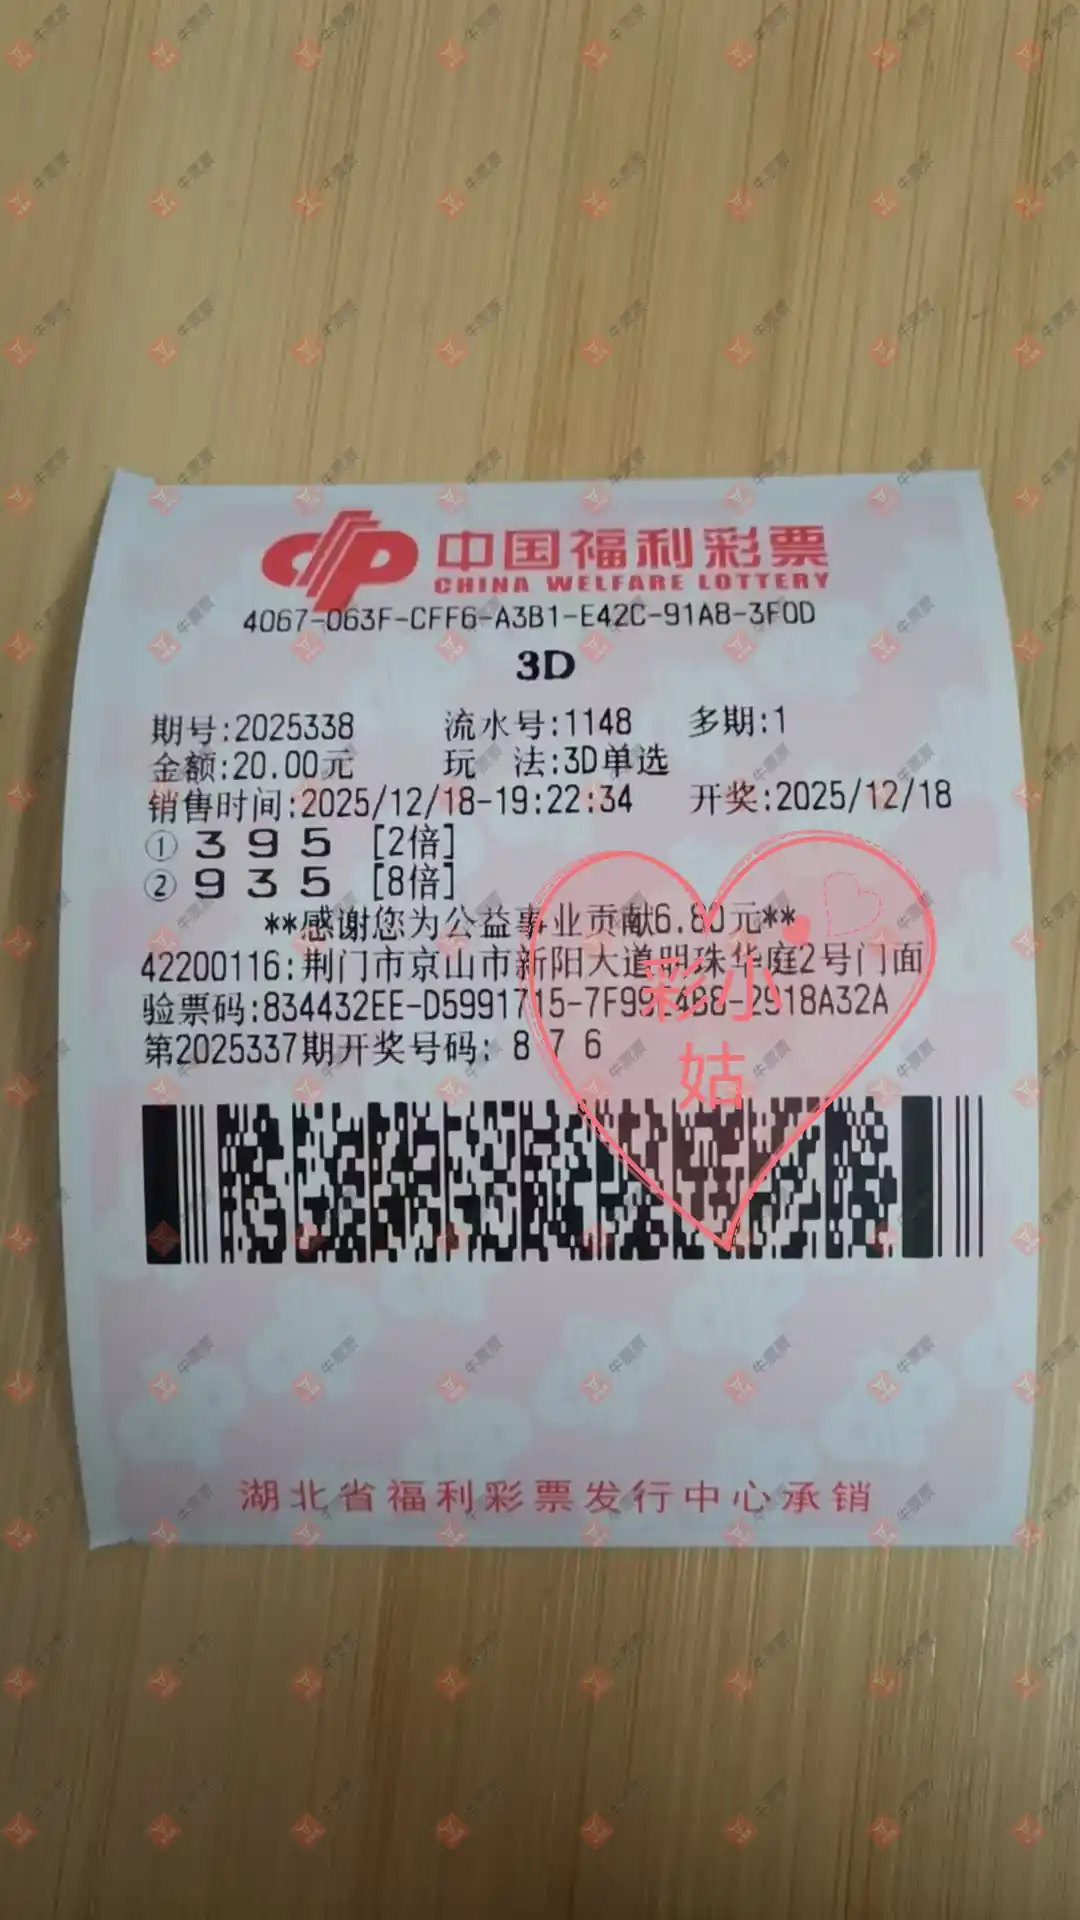 中国福利彩票
CHINA WELFARE LOTTERY
4067-063F-CFF6-A3B1-E42C-91A8-3F0D
3D
期号:2025338 流水号:1148 多期:1
金额:20.00元 玩 法:3D单选
销售时间:2025/12/18-19:22:34 开奖:2025/12/18
① 3 9 5 [2倍]
② 9 3 5 [8倍]
**感谢您为公益事业贡献6.80元**
42200116:荆门市京山市新阳大道明珠华庭2号门面
验票码:834432EE-D5991715-7F99E488-2918A32A
第2025337期开奖号码: 8 7 6
彩小
姑
湖北省福利彩票发行中心承销
牛票票